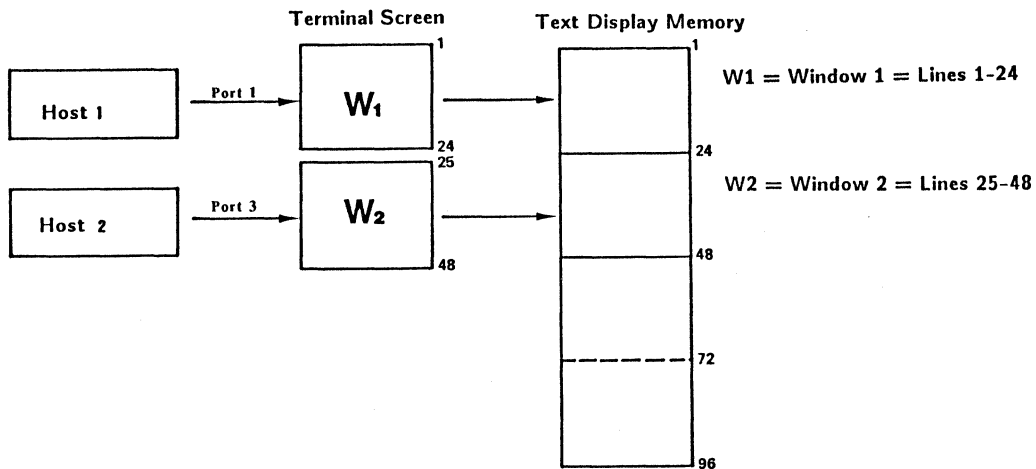 Terminal Screen
Text Display Memory
1
1
W1 = Window 1 = Lines 1-24
Host 1
Port 1
W1
24
24
25
W2 = Window 2 = Lines 25-48
Host 2
Port 3
W2
48
48
72
96